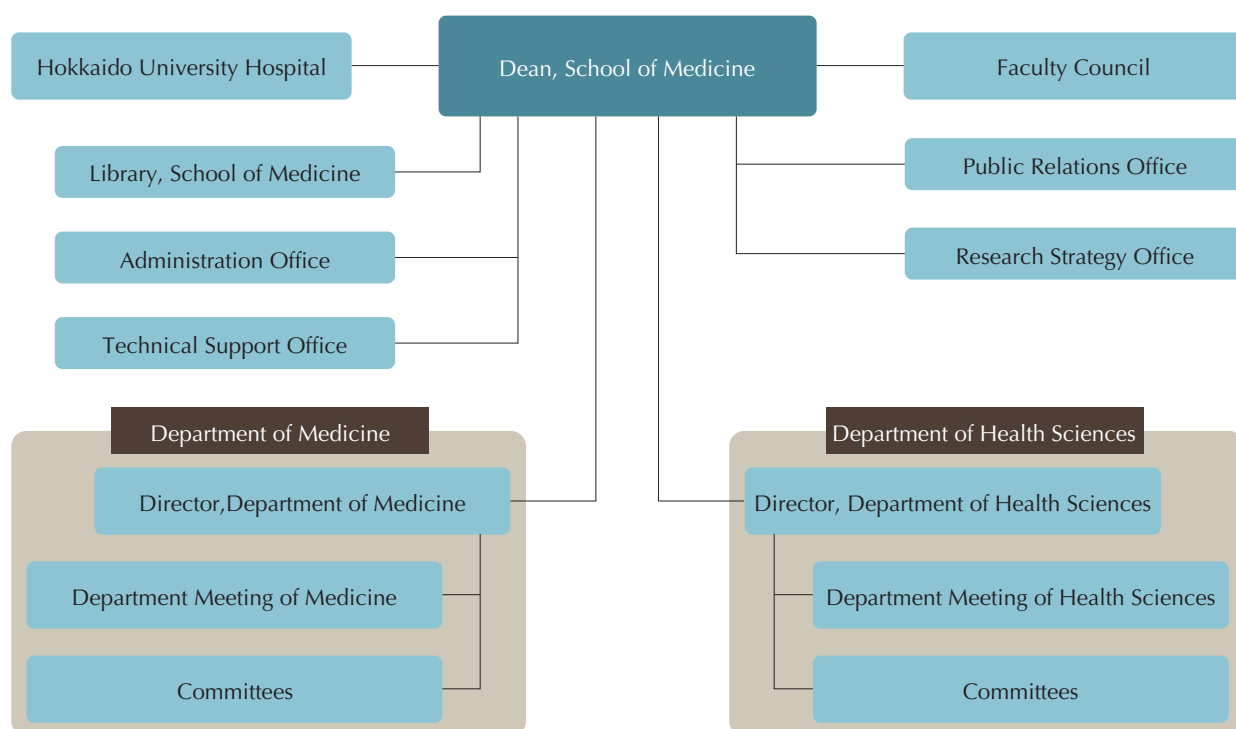 Hokkaido University Hospital
Dean, School of Medicine
Faculty Council
Library, School of Medicine
Public Relations Office
Administration Office
Research Strategy Office
Technical Support Office
Department of Medicine
Director,Department of Medicine
Department Meeting of Medicine
Committees
Department of Health Sciences
Director, Department of Health Sciences
Department Meeting of Health Sciences
Committees